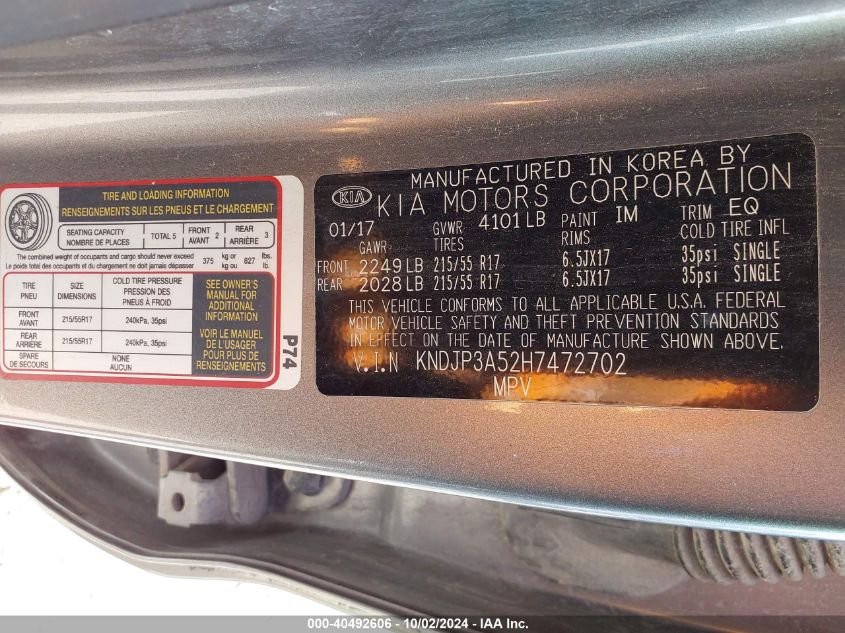 TIRE AND LOADING INFORMATION
RENSEIGNEMENTS SUR LES PNEUS ET LE CHARGEMENT
SEATING CAPACITY
NOMBRE DE PLACES
TOTAL 5
FRONT
AVANT 2
REAR
ARRIÈRE 3
The combined weight of occupants and cargo should never exceed
Le poids total des occupants et du chargement ne doit jamais dépasser
375 kg or
kg ou
827 lbs.
lb.
TIRE
PNEU
SIZE
DIMENSIONS
COLD TIRE PRESSURE
PRESSION DES
PNEUS À FROID
FRONT
AVANT
215/55R17
240kPa, 35psi
REAR
ARRIÈRE
215/55R17
240kPa, 35psi
SPARE
DE SECOURS
NONE
AUCUN
SEE OWNER'S
MANUAL FOR
ADDITIONAL
INFORMATION
VOIR LE MANUEL
DE L'USAGER
POUR PLUS DE
RENSEIGNEMENTS
P74
MANUFACTURED IN KOREA BY
KIA KIA MOTORS CORPORATION
01/17 GVWR 4101 LB PAINT IM TRIM EQ
GAWR TIRES RIMS COLD TIRE INFL
FRONT 2249 LB 215/55 R17 6.5JX17 35psi SINGLE
REAR 2028 LB 215/55 R17 6.5JX17 35psi SINGLE
THIS VEHICLE CONFORMS TO ALL APPLICABLE U.S.A. FEDERAL
MOTOR VEHICLE SAFETY AND THEFT PREVENTION STANDARDS
IN EFFECT ON THE DATE OF MANUFACTURE SHOWN ABOVE.
V.I.N KNDJP3A52H7472702
MPV
000-40492606 - 10/02/2024 - IAA Inc.